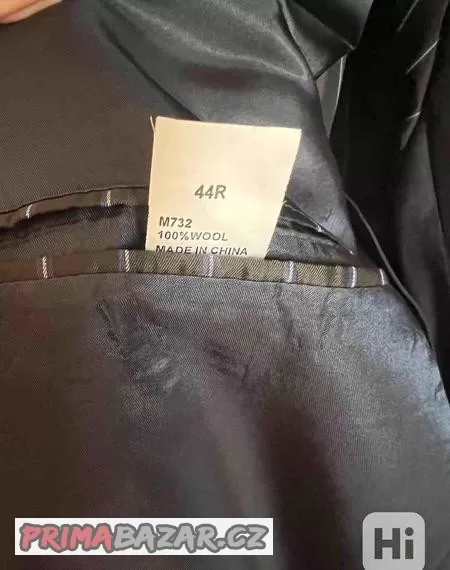 44R
M732
100%WOOL
MADE IN CHINA
PRIMABAZAR.CZ
Hi